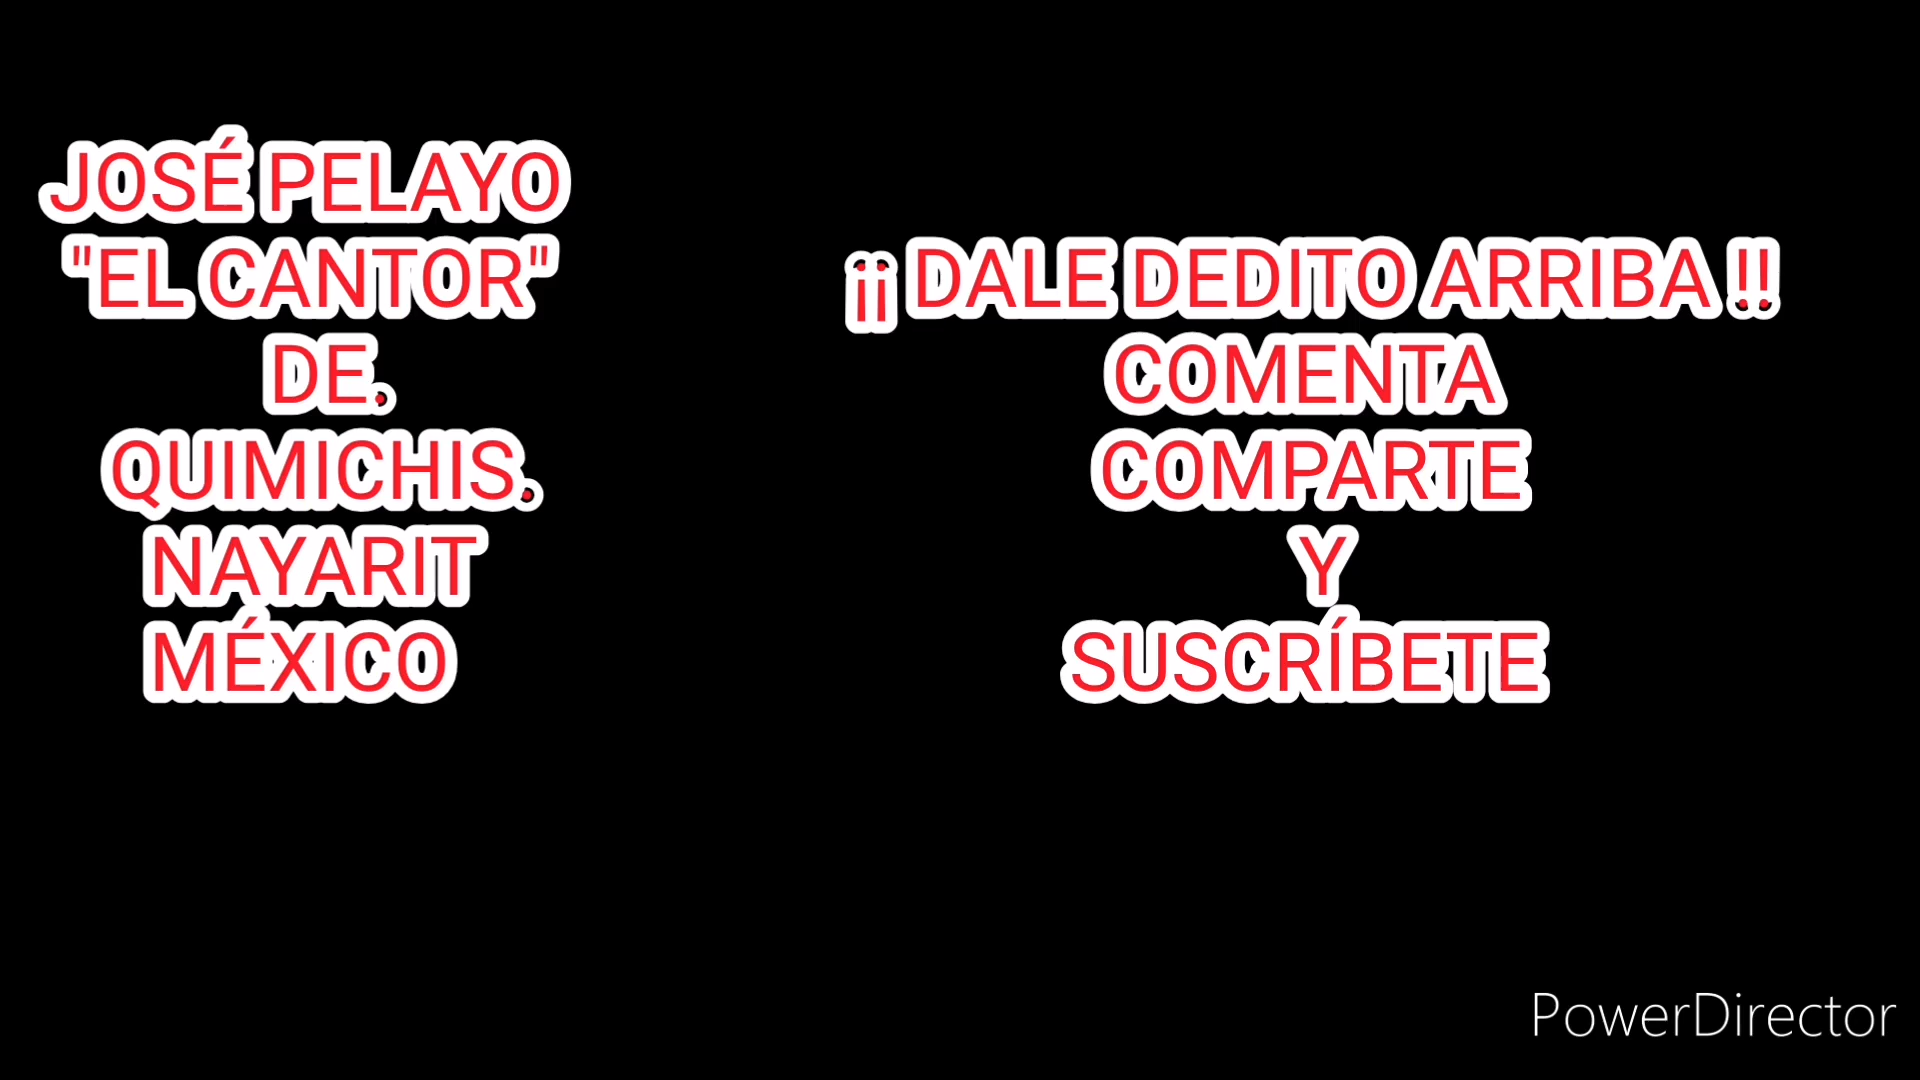 JOSÉ PELAYO
"EL CANTOR"
DE.
QUIMICHIS.
NAYARIT
MÉXICO
¡¡ DALE DEDITO ARRIBA !!
COMENTA
COMPARTE
Y
SUSCRÍBETE
PowerDirector